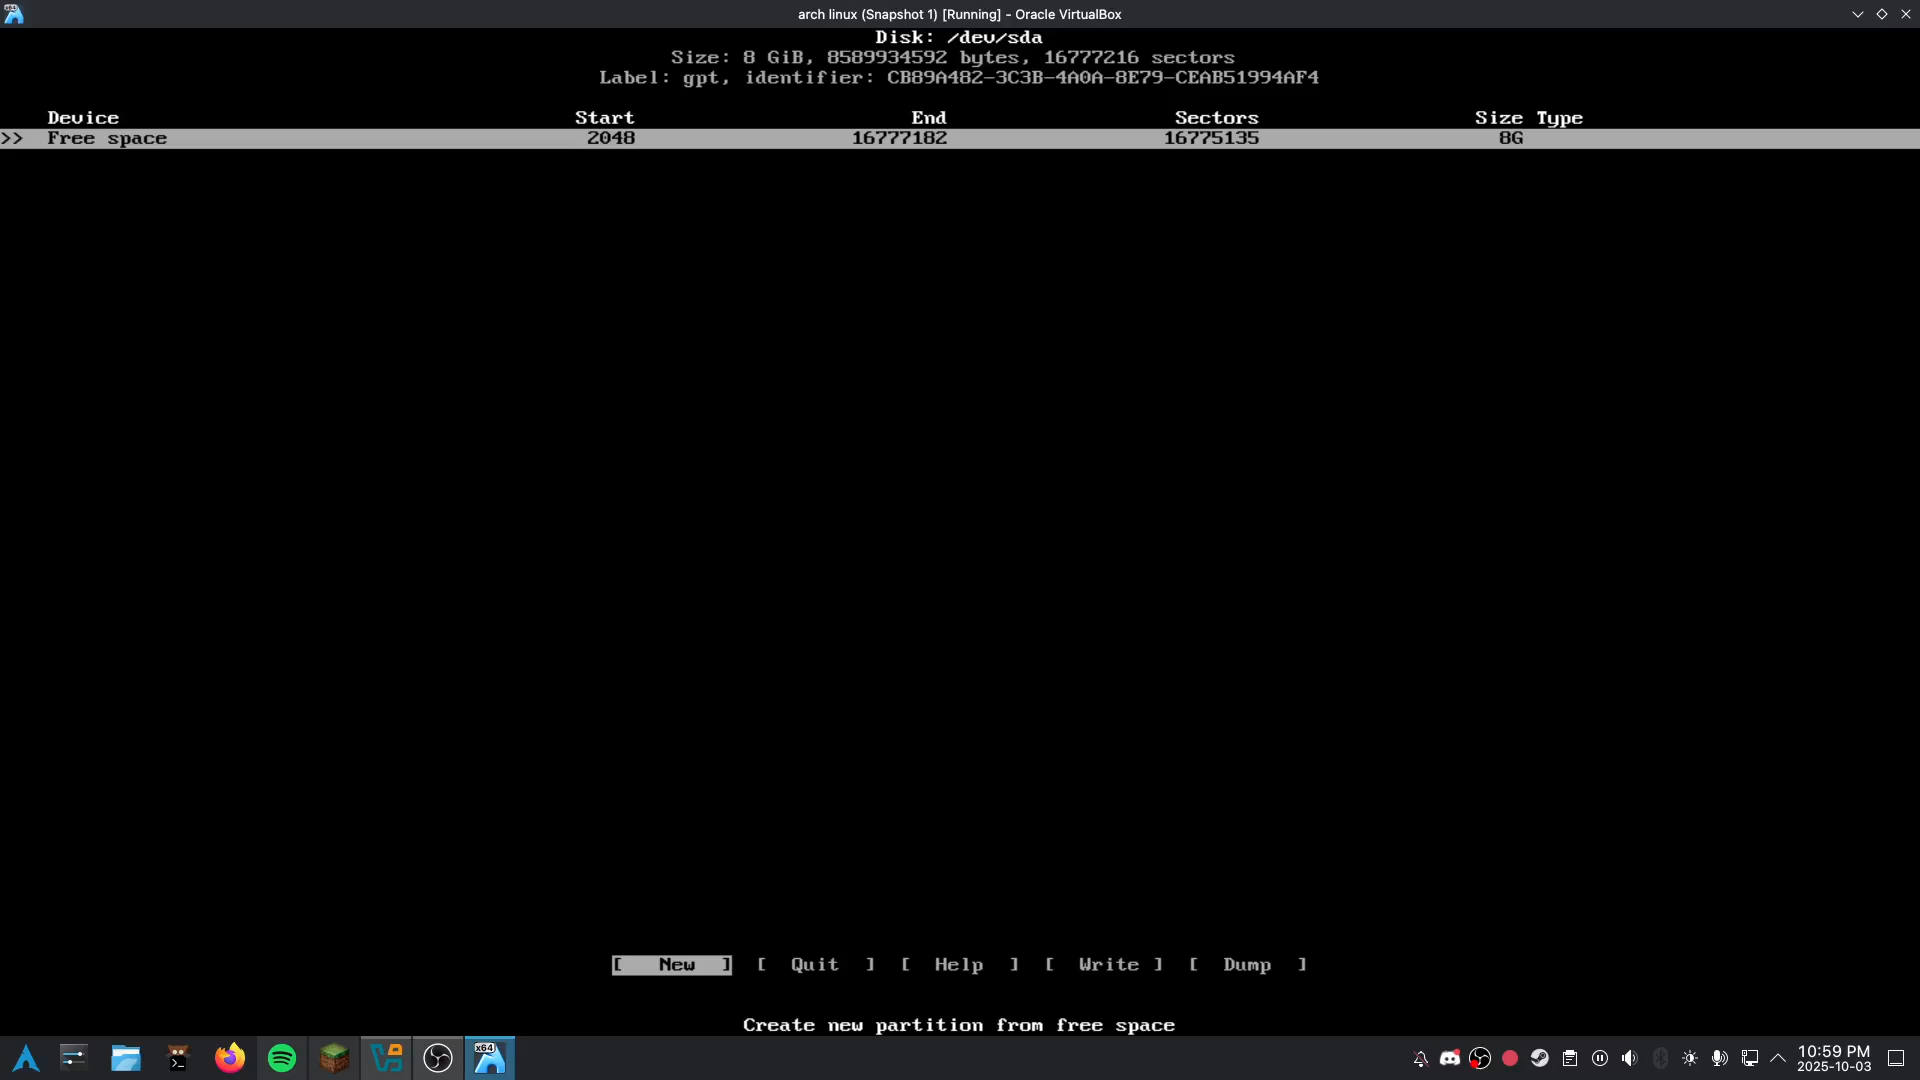 arch linux (Snapshot 1) [Running] - Oracle VirtualBox
Disk: /dev/sda
Size: 8 GiB, 8589934592 bytes, 16777216 sectors
Label: gpt, identifier: CB89A482-3C3B-4A0A-8E79-CEAB51994AF4
Device Start End Sectors Size Type
>> Free space 2048 16777182 16775135 8G
[ New ] [ Quit ] [ Help ] [ Write ] [ Dump ]
Create new partition from free space
x64
10:59 PM
2025-10-03